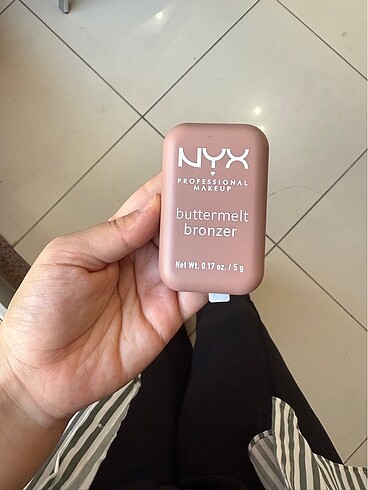 NYX
PROFESSIONAL
MAKEUP
buttermelt
bronzer
Net Wt. 0.17 oz. / 5 g